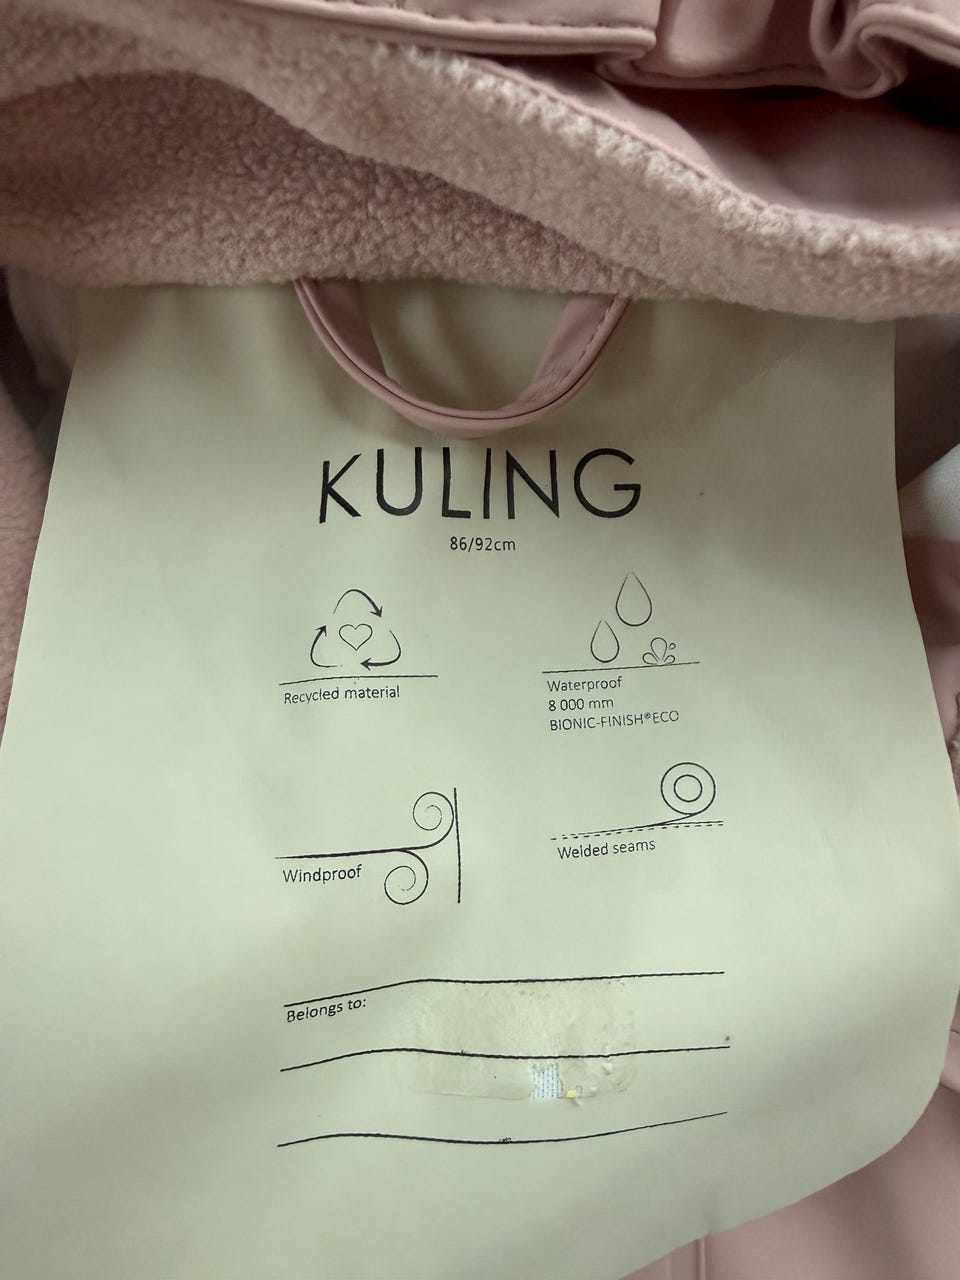 KULING
86/92cm
Recycled material
Waterproof
8 000 mm
BIONIC-FINISH®ECO
Windproof
Welded seams
Belongs to: